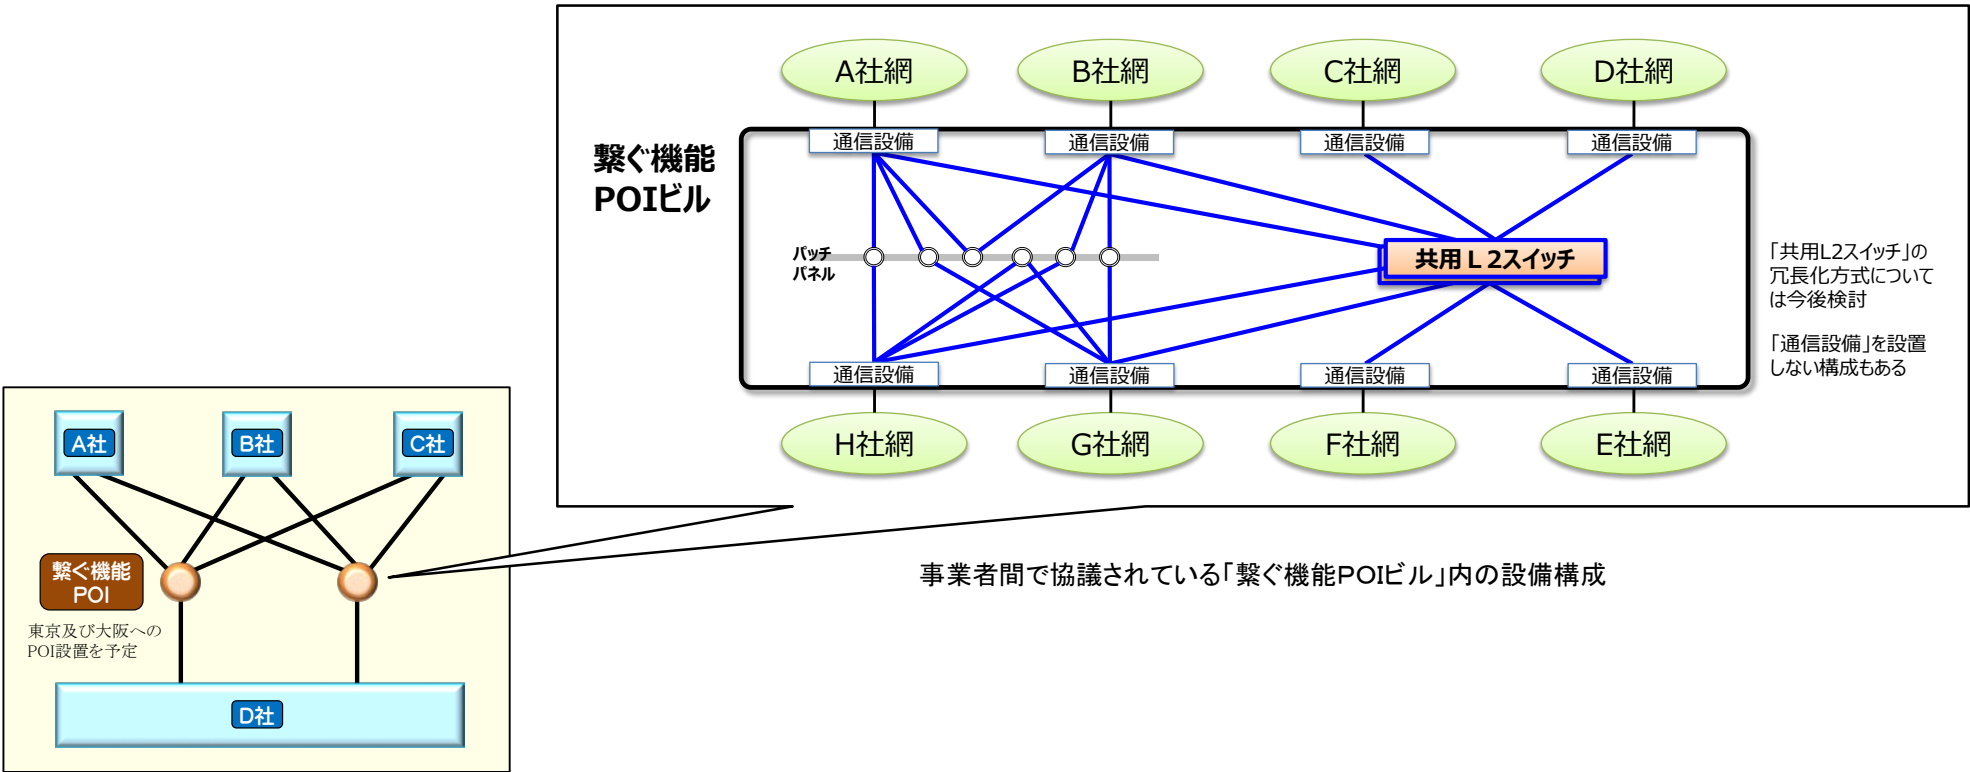 A社網
B社網
C社網
D社網
通信設備
通信設備
通信設備
通信設備
繋ぐ機能
POIビル
パッチ
パネル
共用L2スイッチ
「共用L2スイッチ」の
冗長化方式について
は今後検討
「通信設備」を設置
しない構成もある
通信設備
通信設備
通信設備
通信設備
H社網
G社網
F社網
E社網
A社
B社
C社
繋ぐ機能
POI
東京及び大阪への
POI設置を予定
D社
事業者間で協議されている「繋ぐ機能POIビル」内の設備構成